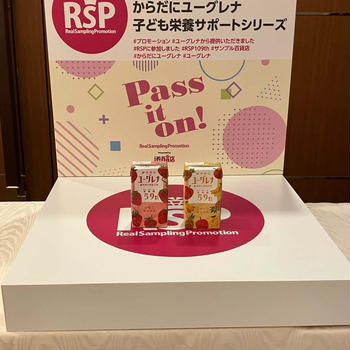 RSP
RealSamplingPromotion
からだにユーグレナ
子ども栄養サポートシリーズ
#プロモーション #ユーグレナから提供いただきました
#RSPに参加しました #RSP109th #サンプル百貨店
#からだにユーグレナ #ユーグレナ
Pass
it
on!
RealSamplingPromotion
ユーグレナ
59
ユーグレナ
59
RSP
RealSamplingPromotion